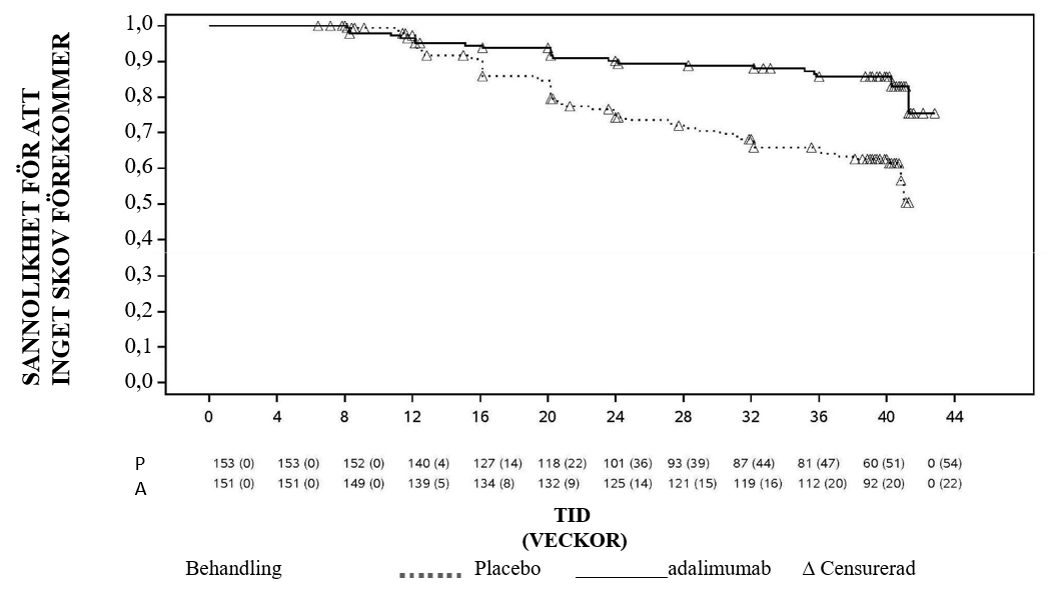 SANNOLIKHET FÖR ATT
INGET SKOV FÖREKOMMER
1,0
0,9
0,8
0,7
0,6
0,5
0,4
0,3
0,2
0,1
0,0
0 4 8 12 16 20 24 28 32 36 40 44
P 153 (0) 153 (0) 152 (0) 140 (4) 127 (14) 118 (22) 101 (36) 93 (39) 87 (44) 81 (47) 60 (51) 0 (54)
A 151 (0) 151 (0) 149 (0) 139 (5) 134 (8) 132 (9) 125 (14) 121 (15) 119 (16) 112 (20) 92 (20) 0 (22)
TID
(VECKOR)
Behandling Placebo adalimumab Δ Censurerad